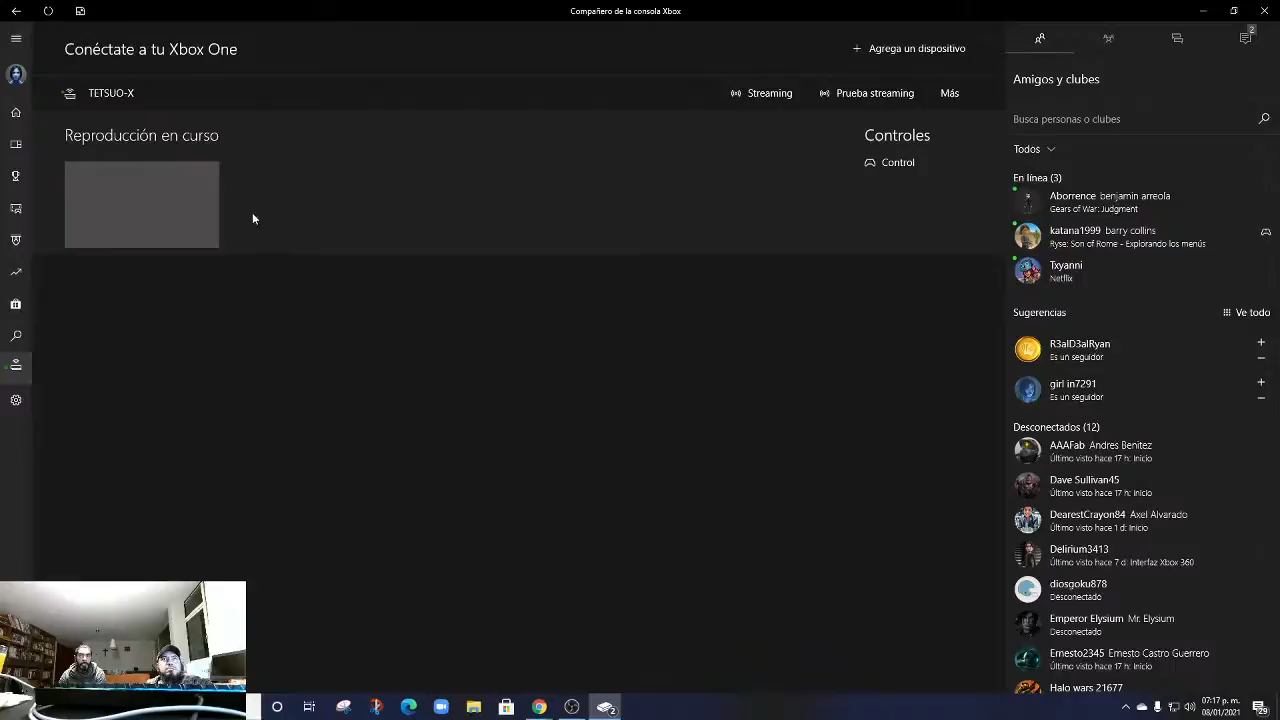 Compañero de la consola Xbox
Conéctate a tu Xbox One
Agrega un dispositivo
TETSUO-X
Streaming
Prueba streaming
Más
Reproducción en curso
Controles
Control
2
Amigos y clubes
Busca personas o clubes
Todos
En línea (3)
Aborrence benjamin arreola
Gears of War: Judgment
katana1999 barry collins
Ryse: Son of Rome - Explorando los menús
Txyanni
Netflix
Sugerencias
Ve todo
R3alD3alRyan
Es un seguidor
girl in7291
Es un seguidor
Desconectados (12)
AAAFab Andres Benitez
Último visto hace 17 h: Inicio
Dave Sullivan45
Último visto hace 17 h: Inicio
DearestCrayon84 Axel Alvarado
Último visto hace 1 d: Inicio
Delirium3413
Último visto hace 7 d: Interfaz Xbox 360
diosgoku878
Desconectado
Emperor Elysium Mr. Elysium
Desconectado
Ernesto2345 Ernesto Castro Guerrero
Último visto hace 17 h: Inicio
Halo wars 21677
2
07:17 p. m.
08/01/2021